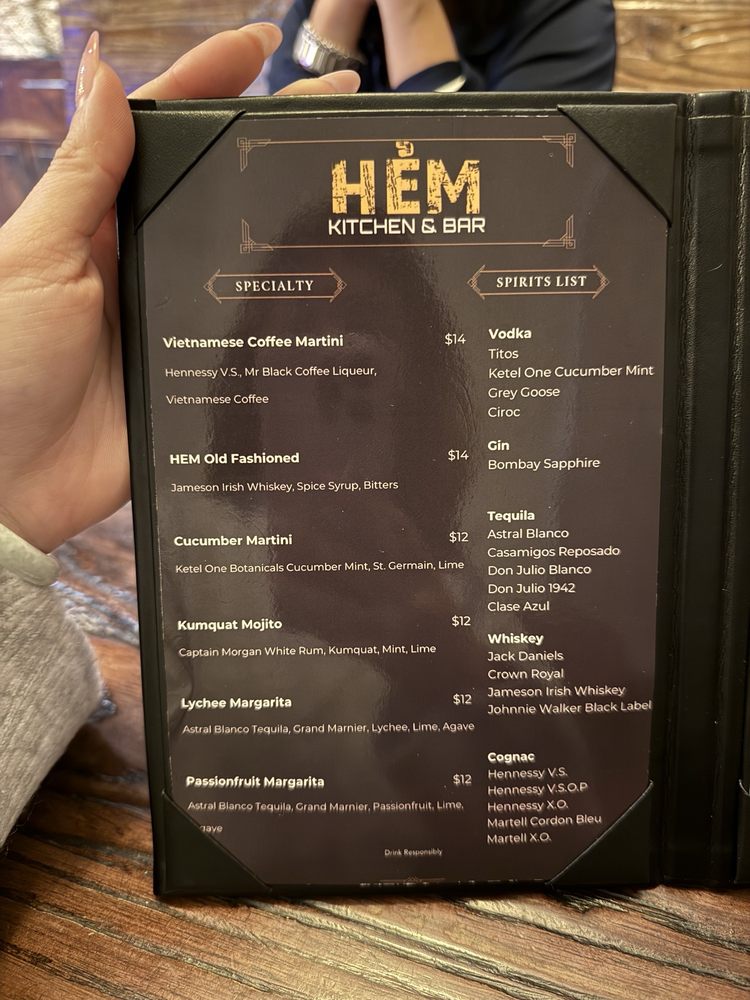 HẺM
KITCHEN & BAR
SPECIALTY
Vietnamese Coffee Martini $14
Hennessy V.S., Mr Black Coffee Liqueur,
Vietnamese Coffee
HEM Old Fashioned $14
Jameson Irish Whiskey, Spice Syrup, Bitters
Cucumber Martini $12
Ketel One Botanicals Cucumber Mint, St. Germain, Lime
Kumquat Mojito $12
Captain Morgan White Rum, Kumquat, Mint, Lime
Lychee Margarita $12
Astral Blanco Tequila, Grand Marnier, Lychee, Lime, Agave
Passionfruit Margarita $12
Astral Blanco Tequila, Grand Marnier, Passionfruit, Lime,
gave
SPIRITS LIST
Vodka
Titos
Ketel One Cucumber Mint
Grey Goose
Ciroc
Gin
Bombay Sapphire
Tequila
Astral Blanco
Casamigos Reposado
Don Julio Blanco
Don Julio 1942
Clase Azul
Whiskey
Jack Daniels
Crown Royal
Jameson Irish Whiskey
Johnnie Walker Black Label
Cognac
Hennessy V.S.
Hennessy V.S.O.P
Hennessy X.O.
Martell Cordon Bleu
Martell X.O.
Drink Responsibly